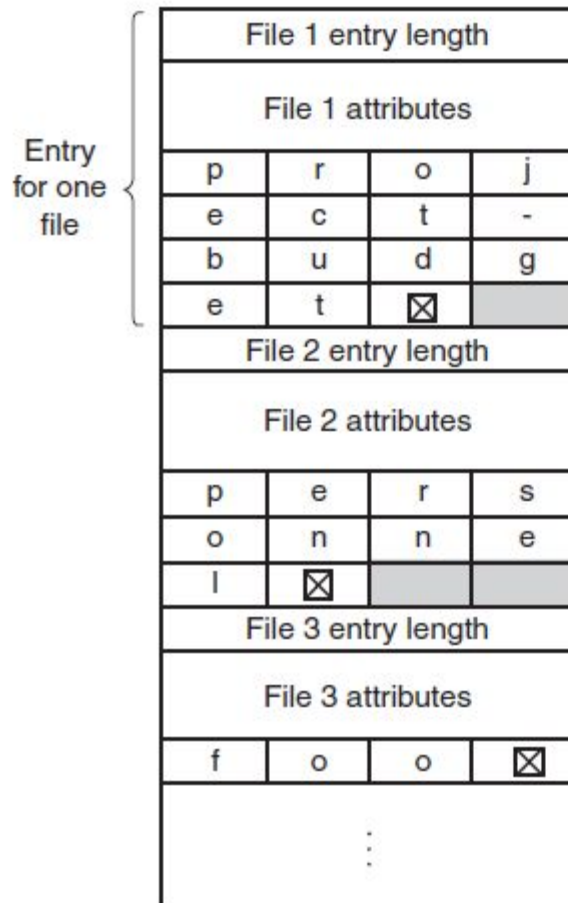 File 1 entry length
File 1 attributes
Entry
for one
file
p r o j
e c t -
b u d g
e t
File 2 entry length
File 2 attributes
p e r s
o n n e
l
File 3 entry length
File 3 attributes
f o o
⋮